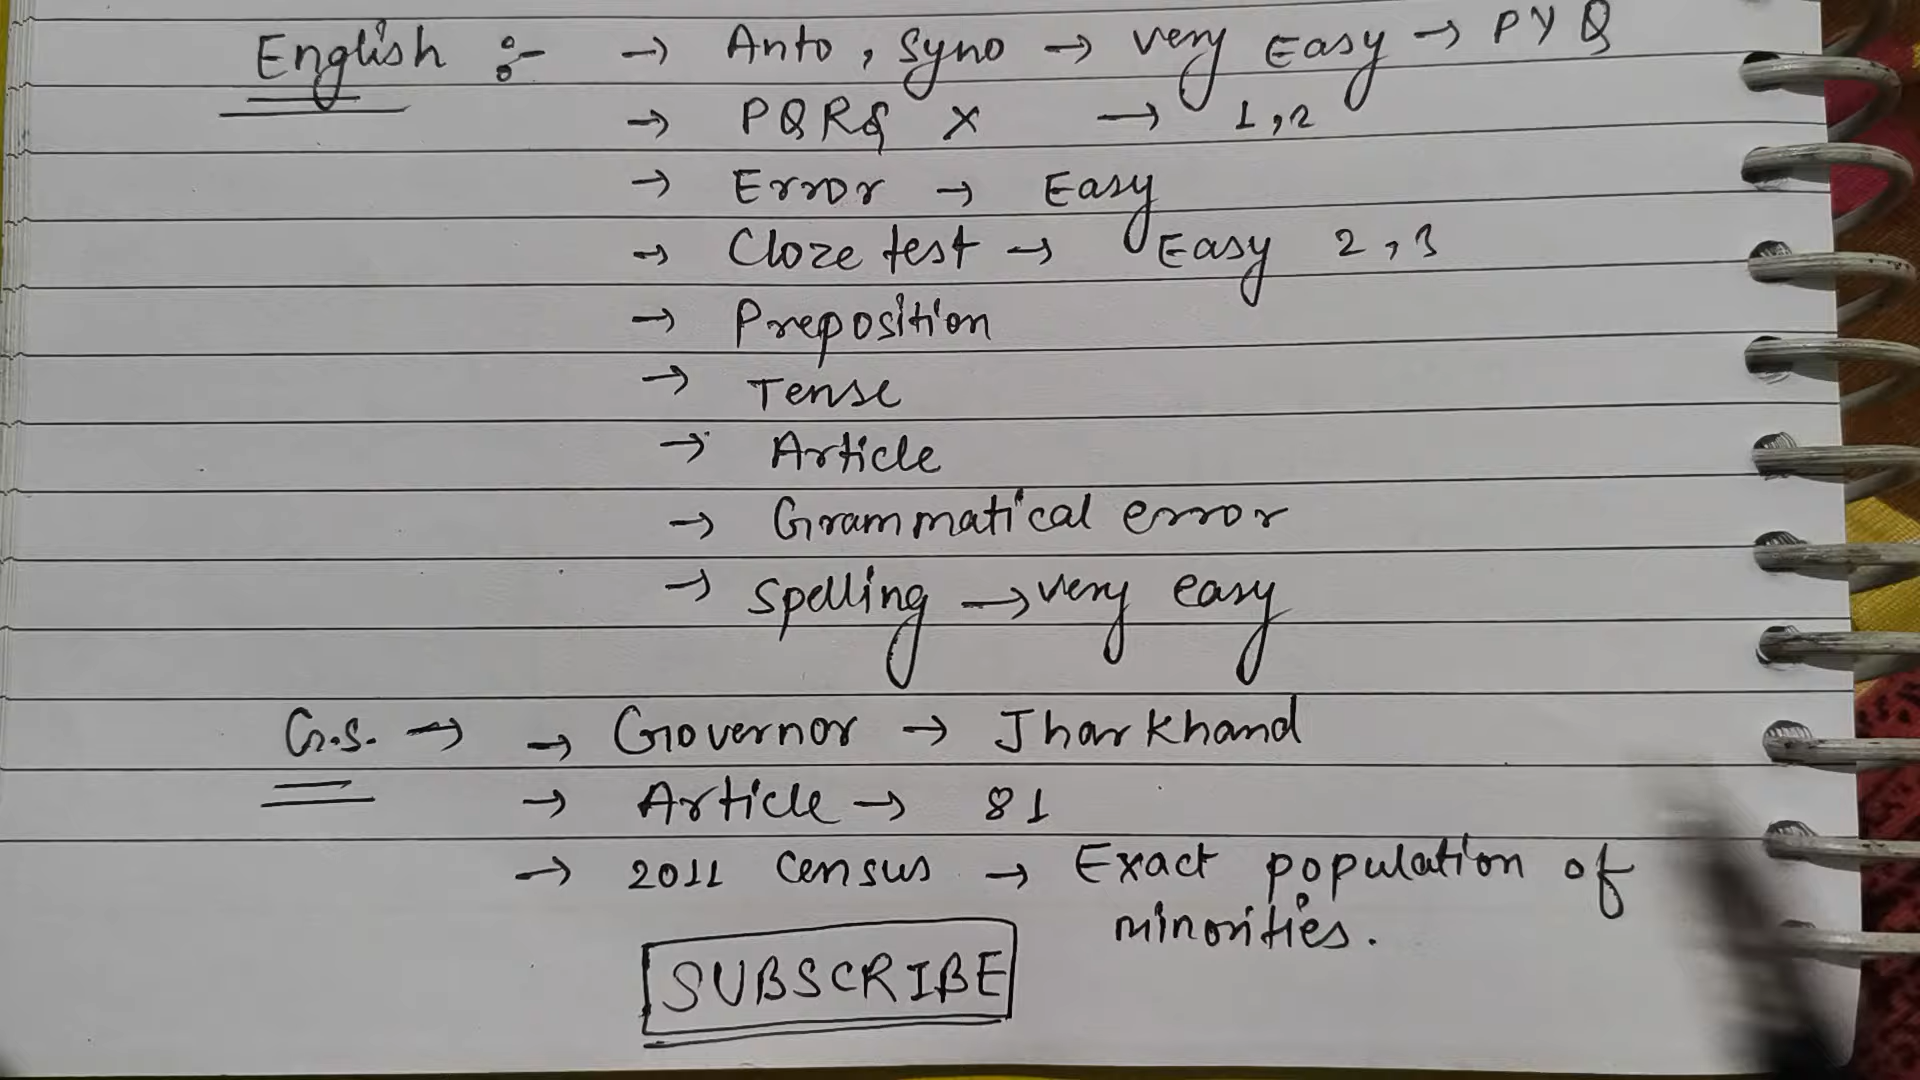 English :- → Anto, Syno → very Easy → PYQ
→ PQRS × → 1,2
→ Error → Easy
→ Cloze test → Easy 2,3
→ Preposition
→ Tense
→ Article
→ Grammatical error
→ Spelling → very easy
G.S. → → Governor → Jharkhand
→ Article → 81
→ 2011 Census → Exact population of
minorities.
SUBSCRIBE